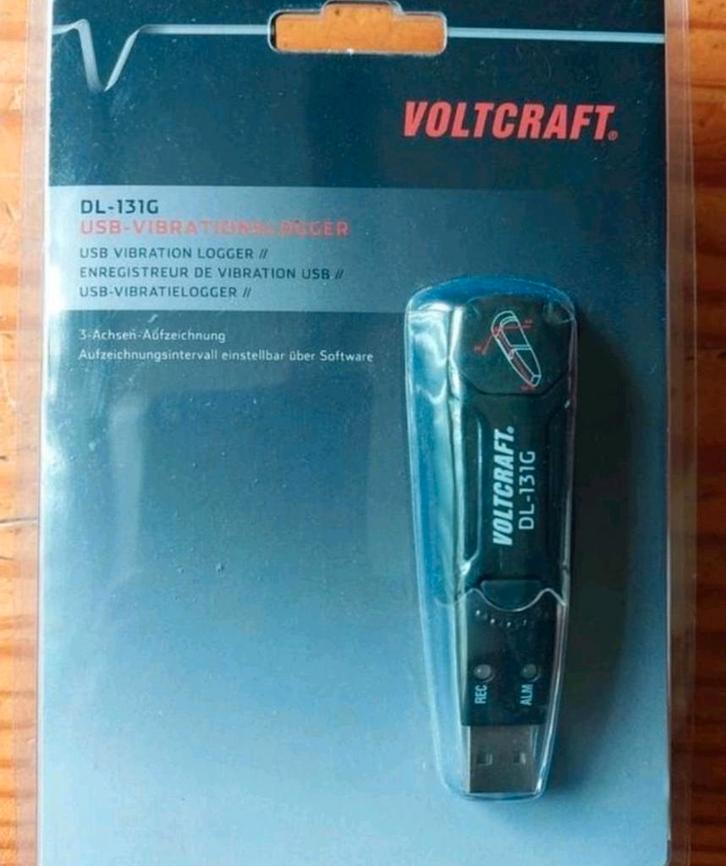 VOLTCRAFT®
DL-131G
USB-VIBRATIONSLOGGER
USB VIBRATION LOGGER //
ENREGISTREUR DE VIBRATION USB //
USB-VIBRATIELOGGER //
3-Achsen-Aufzeichnung
Aufzeichnungsintervall einstellbar über Software
VOLTCRAFT®
DL-131G
REC
ALM